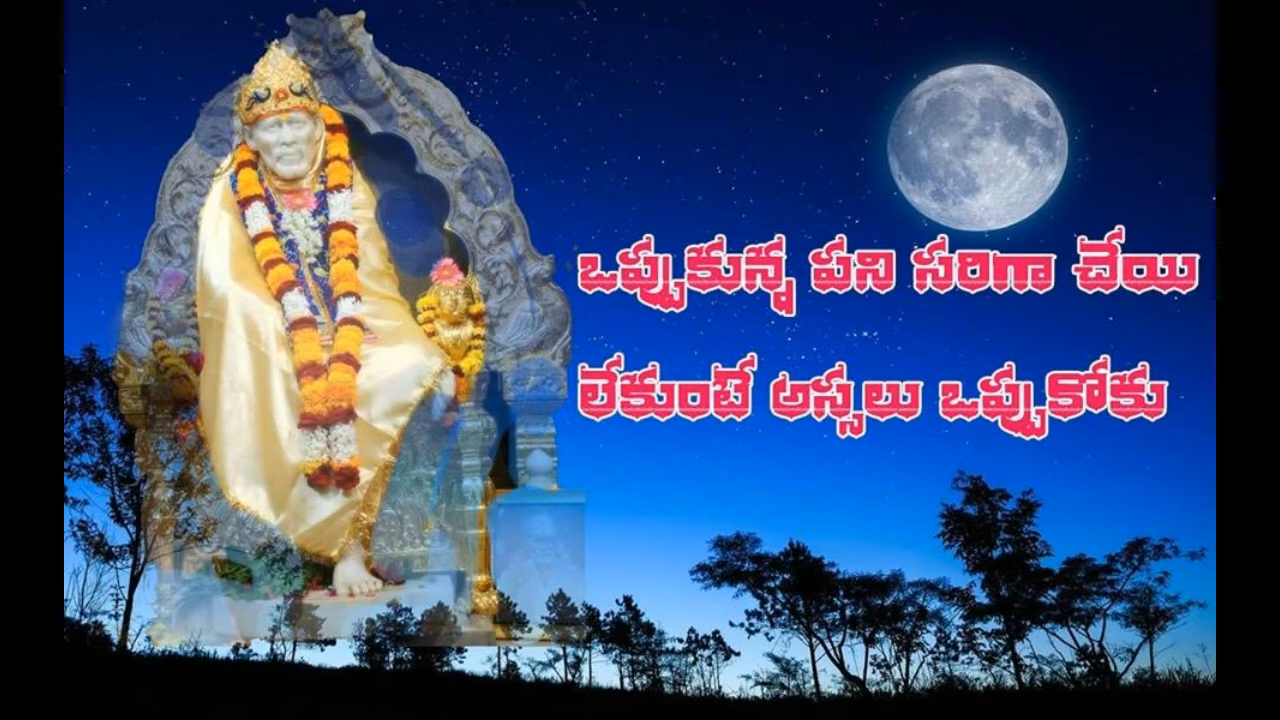 ఒప్పుకున్న పని సరిగా చేయి
లేకుంటే అస్సలు ఒప్పుకోకు